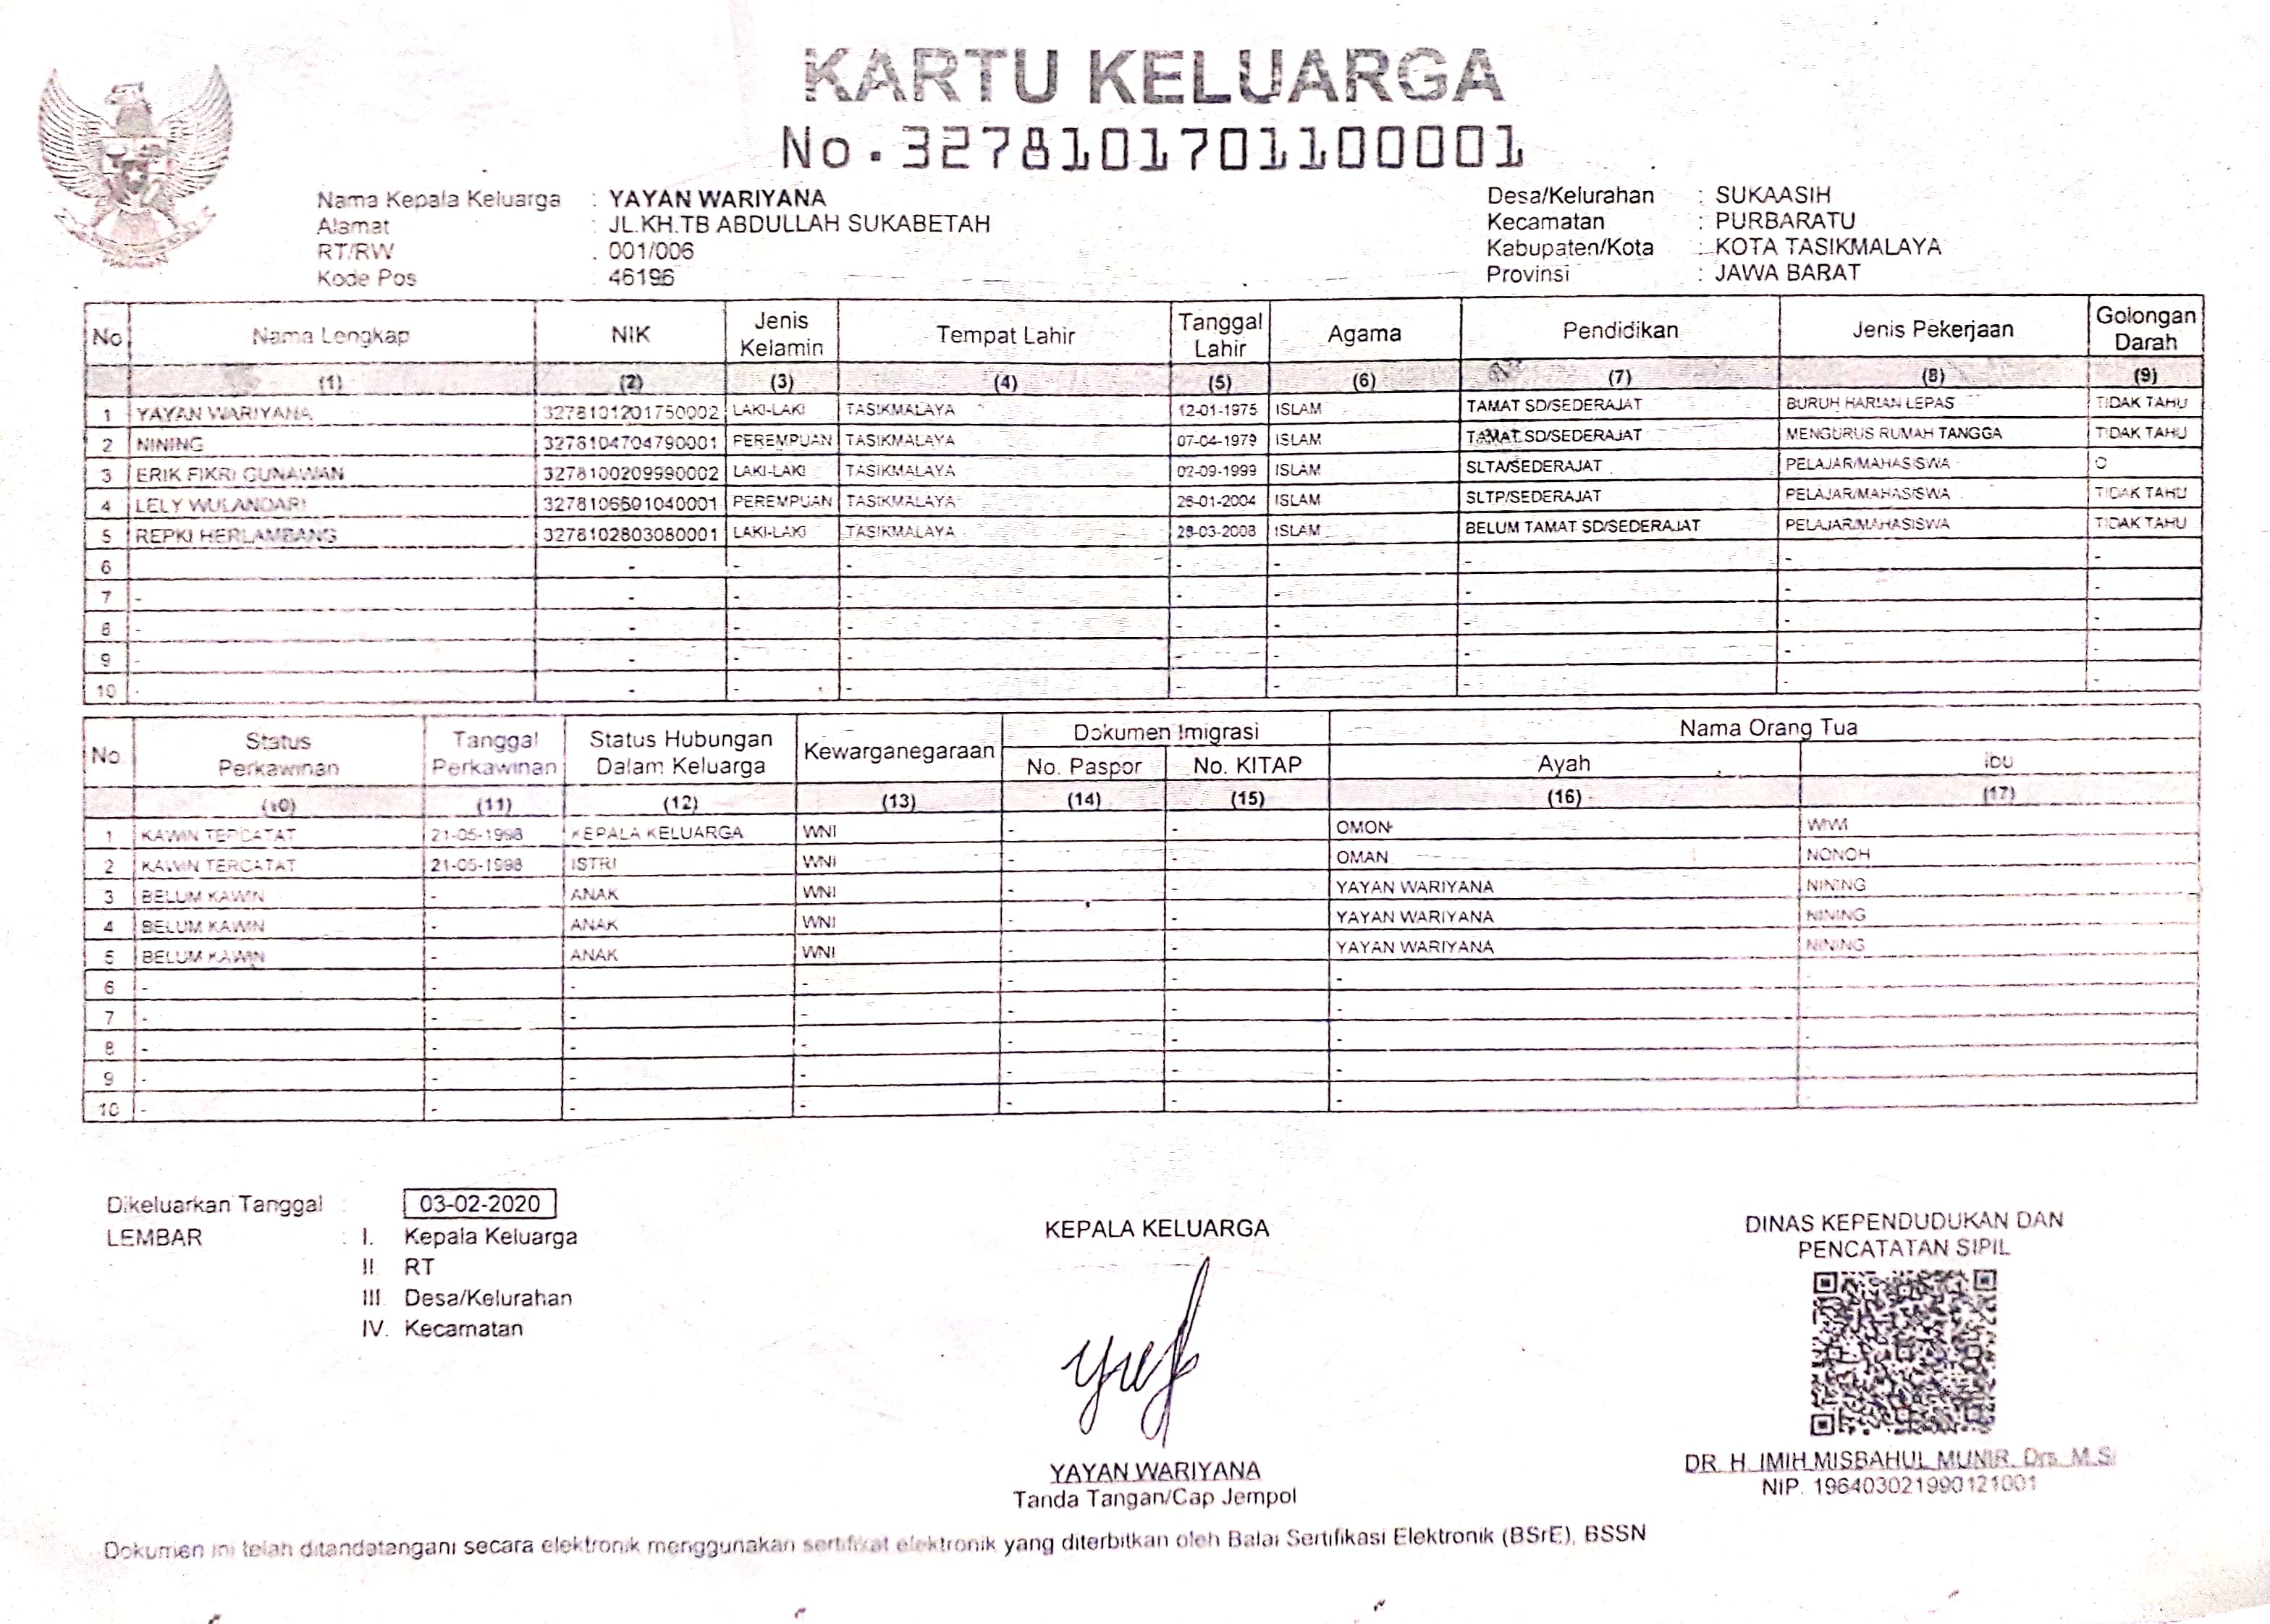 KARTU KELUARGA
No. 3278101701100001
Nama Kepala Keluarga : YAYAN WARIYANA
Alamat : JL.KH.TB ABDULLAH SUKABETAH
RT/RW : 001/006
Kode Pos : 46196
Desa/Kelurahan : SUKAASIH
Kecamatan : PURBARATU
Kabupaten/Kota : KOTA TASIKMALAYA
Provinsi : JAWA BARAT
No Nama Lengkap NIK Jenis Kelamin Tempat Lahir Tanggal Lahir Agama Pendidikan Jenis Pekerjaan Golongan Darah
(1) (2) (3) (4) (5) (6) (7) (8) (9)
1 YAYAN WARIYANA 3278101201750002 LAKI-LAKI TASIKMALAYA 12-01-1975 ISLAM TAMAT SD/SEDERAJAT BURUH HARIAN LEPAS TIDAK TAHU
2 NINING 3278104704790001 PEREMPUAN TASIKMALAYA 07-04-1979 ISLAM TAMAT SD/SEDERAJAT MENGURUS RUMAH TANGGA TIDAK TAHU
3 ERIK FIKRI GUNAWAN 3278100209990002 LAKI-LAKI TASIKMALAYA 02-09-1999 ISLAM SLTA/SEDERAJAT PELAJAR/MAHASISWA O
4 LELY WULANDARI 3278106601040001 PEREMPUAN TASIKMALAYA 26-01-2004 ISLAM SLTP/SEDERAJAT PELAJAR/MAHASISWA TIDAK TAHU
5 REPKI HERLAMBANG 3278102803080001 LAKI-LAKI TASIKMALAYA 28-03-2008 ISLAM BELUM TAMAT SD/SEDERAJAT PELAJAR/MAHASISWA TIDAK TAHU
6 - - - - - - - -
7 - - - - - - - - -
8 - - - - - - - - -
9 - - - - - - - - -
10 - - - - - - - - -
No Status Perkawinan Tanggal Perkawinan Status Hubungan Dalam Keluarga Kewarganegaraan Dokumen Imigrasi Nama Orang Tua
No. Paspor No. KITAP Ayah Ibu
(10) (11) (12) (13) (14) (15) (16) (17)
1 KAWIN TERCATAT 21-05-1998 KEPALA KELUARGA WNI - - OMON WIWI
2 KAWIN TERCATAT 21-05-1998 ISTRI WNI - - OMAN NONOH
3 BELUM KAWIN - ANAK WNI - - YAYAN WARIYANA NINING
4 BELUM KAWIN - ANAK WNI - - YAYAN WARIYANA NINING
5 BELUM KAWIN - ANAK WNI - - YAYAN WARIYANA NINING
6 - - - - - - - -
7 - - - - - - - -
8 - - - - - - - -
9 - - - - - - - -
10 - - - - - - - -
Dikeluarkan Tanggal : 03-02-2020
LEMBAR : I. Kepala Keluarga
II. RT
III. Desa/Kelurahan
IV. Kecamatan
KEPALA KELUARGA
YAYAN WARIYANA
Tanda Tangan/Cap Jempol
DINAS KEPENDUDUKAN DAN
PENCATATAN SIPIL
DR. H. IMIH MISBAHUL MUNIR, Drs. M.Si
NIP. 196403021990121001
Dokumen ini telah ditandatangani secara elektronik menggunakan sertifikat elektronik yang diterbitkan oleh Balai Sertifikasi Elektronik (BSrE), BSSN